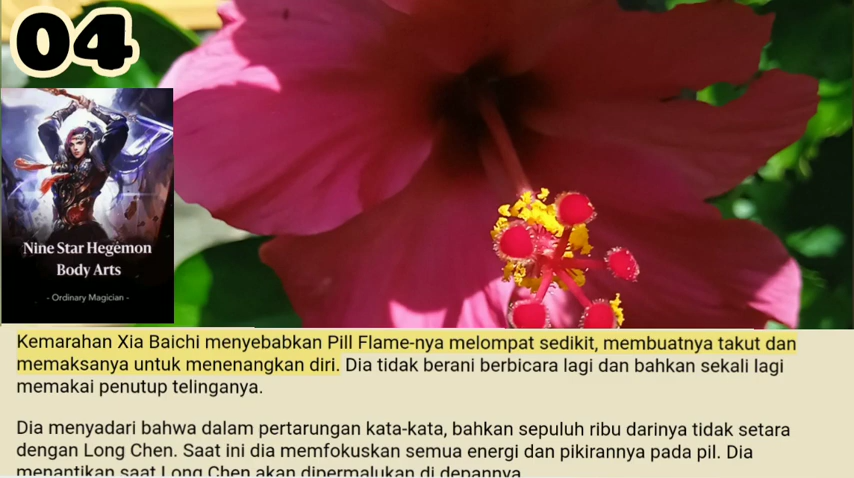 04
Nine Star Hegemon
Body Arts
- Ordinary Magician -
Kemarahan Xia Baichi menyebabkan Pill Flame-nya melompat sedikit, membuatnya takut dan
memaksanya untuk menenangkan diri. Dia tidak berani berbicara lagi dan bahkan sekali lagi
memakai penutup telinganya.
Dia menyadari bahwa dalam pertarungan kata-kata, bahkan sepuluh ribu darinya tidak setara
dengan Long Chen. Saat ini dia memfokuskan semua energi dan pikirannya pada pil. Dia
menantikan saat Long Chen akan dipermalukan di depannya.